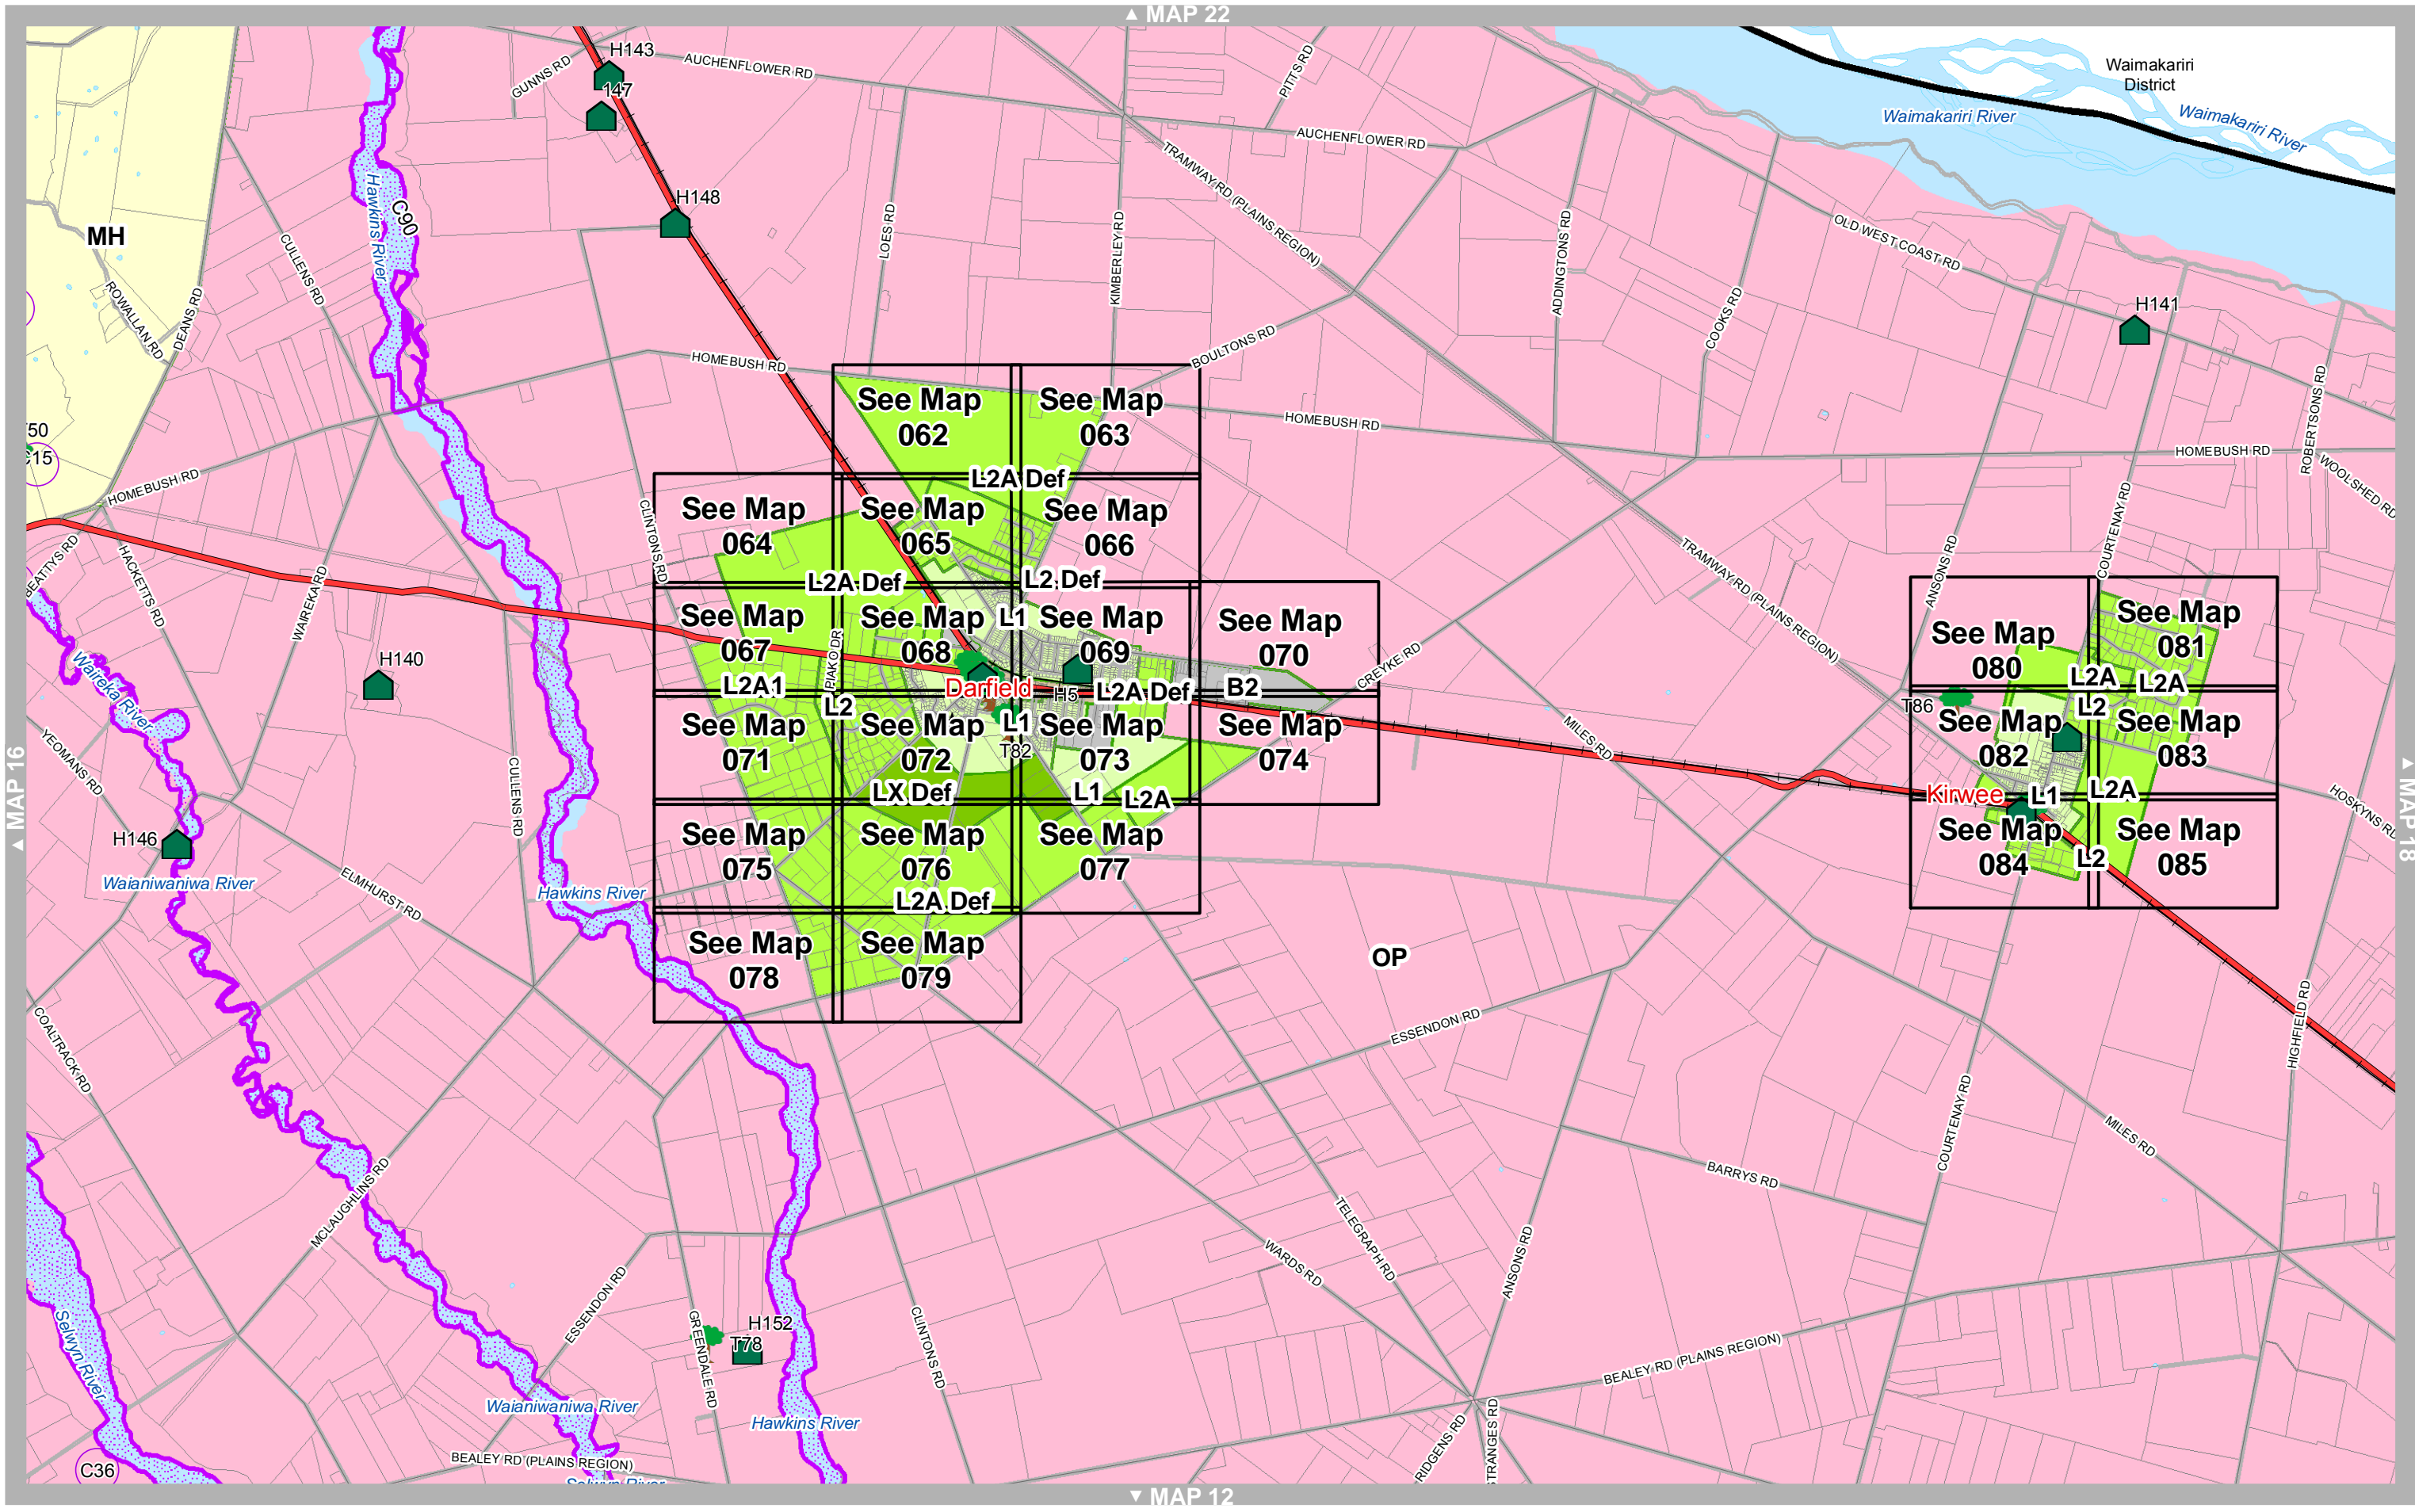 ▲ MAP 22
H143
AUCHENFLOWER RD
GUNNS RD
147
PITTS RD
Waimakariri
District
Waimakariri River
Waimakariri River
AUCHENFLOWER RD
TRAMWAY RD (PLAINS REGION)
H148
Hawkins River
C90
MH
CULLENS RD
LOES RD
KIMBERLEY RD
ADDINGTONS RD
OLD WEST COAST RD
ROWALLAN RD
DEANS RD
COOKS RD
H141
HOMEBUSH RD
BOULTONS RD
ROBERTSONS RD
See Map
062
See Map
063
HOMEBUSH RD
HOMEBUSH RD
WOOLSHED RD
C15
HOMEBUSH RD
L2A Def
CLINTONS RD
See Map
064
See Map
065
See Map
066
COURTENAY RD
ANSONS RD
TRAMWAY RD (PLAINS REGION)
BEATTYS RD
HACKETTS RD
WAIREKA RD
L2A Def
L2 Def
See Map
067
See Map
068
L1
See Map
069
See Map
070
See Map
080
See Map
081
PIAKO DR
CREYKE RD
H140
Waireka River
L2A1
Darfield
H5
L2A Def
B2
L2A
L2A
L2
T86
L2
See Map
071
See Map
072
L1
T82
See Map
073
See Map
074
MILES RD
See Map
082
See Map
083
YEOMANS RD
CULLENS RD
MAP 16
MAP 18
LX Def
L1
L2A
Kirwee
L1
L2A
HOSKYNS RD
H146
See Map
075
See Map
076
See Map
077
See Map
084
L2
See Map
085
Waianiwaniwa River
ELMHURST RD
Hawkins River
L2A Def
See Map
078
See Map
079
OP
COALTRACK RD
ESSENDON RD
HIGHFIELD RD
COURTENAY RD
MILES RD
BARRYS RD
MCLAUGHLINS RD
TELEGRAPH RD
WARDS RD
ANSONS RD
ESSENDON RD
Selwyn River
GREENDALE RD
H152
T78
CLINTONS RD
BEALEY RD (PLAINS REGION)
Waianiwaniwa River
Hawkins River
RIDGENS RD
STRANGES RD
C36
BEALEY RD (PLAINS REGION)
Selwyn River
▼ MAP 12